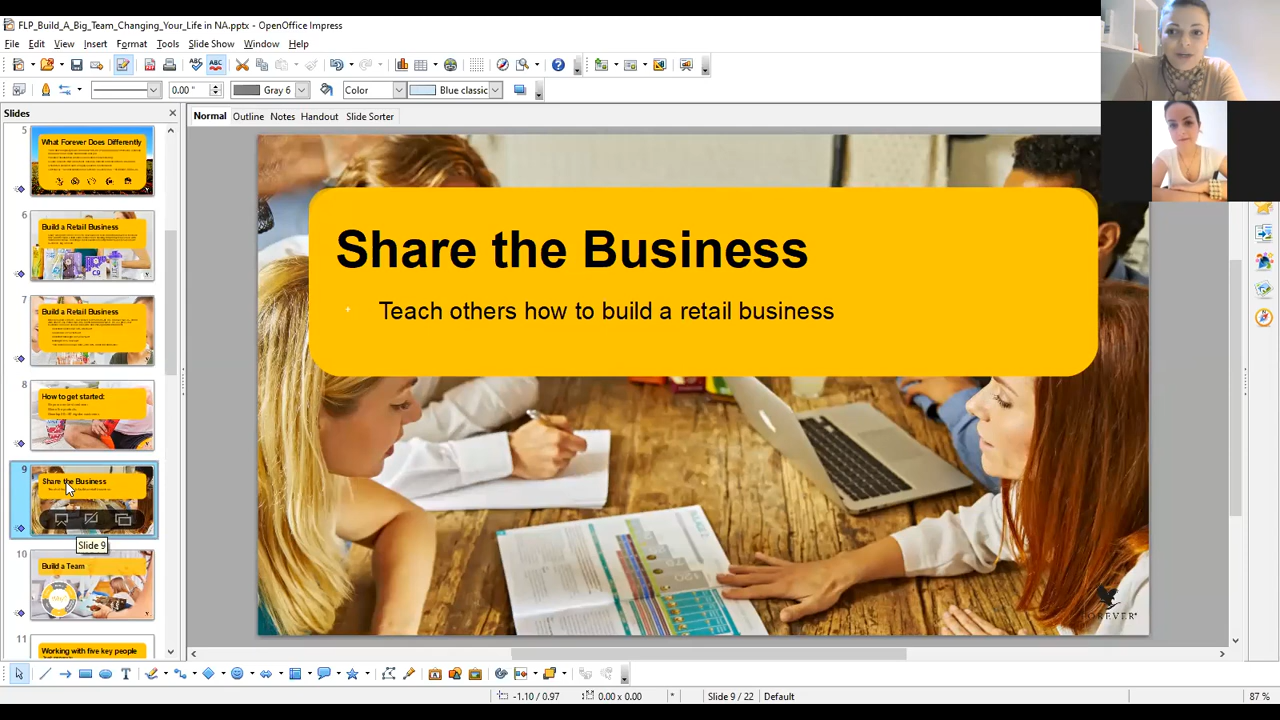 FLP_Build_A_Big_Team_Changing_Your_Life in NA.pptx - OpenOffice Impress
File Edit View Insert Format Tools Slide Show Window Help
0.00 "
Gray 6
Color
Blue classic
Slides
Normal Outline Notes Handout Slide Sorter
5
What Forever Does Differently
6
Build a Retail Business
7
Build a Retail Business
8
How to get started:
9
Share the Business
Slide 9
10
Build a Team
Why?
11
Working with five key people
Share the Business
Teach others how to build a retail business
FOREVER
-1.10 / 0.97
0.00 x 0.00
*
Slide 9 / 22
Default
87 %